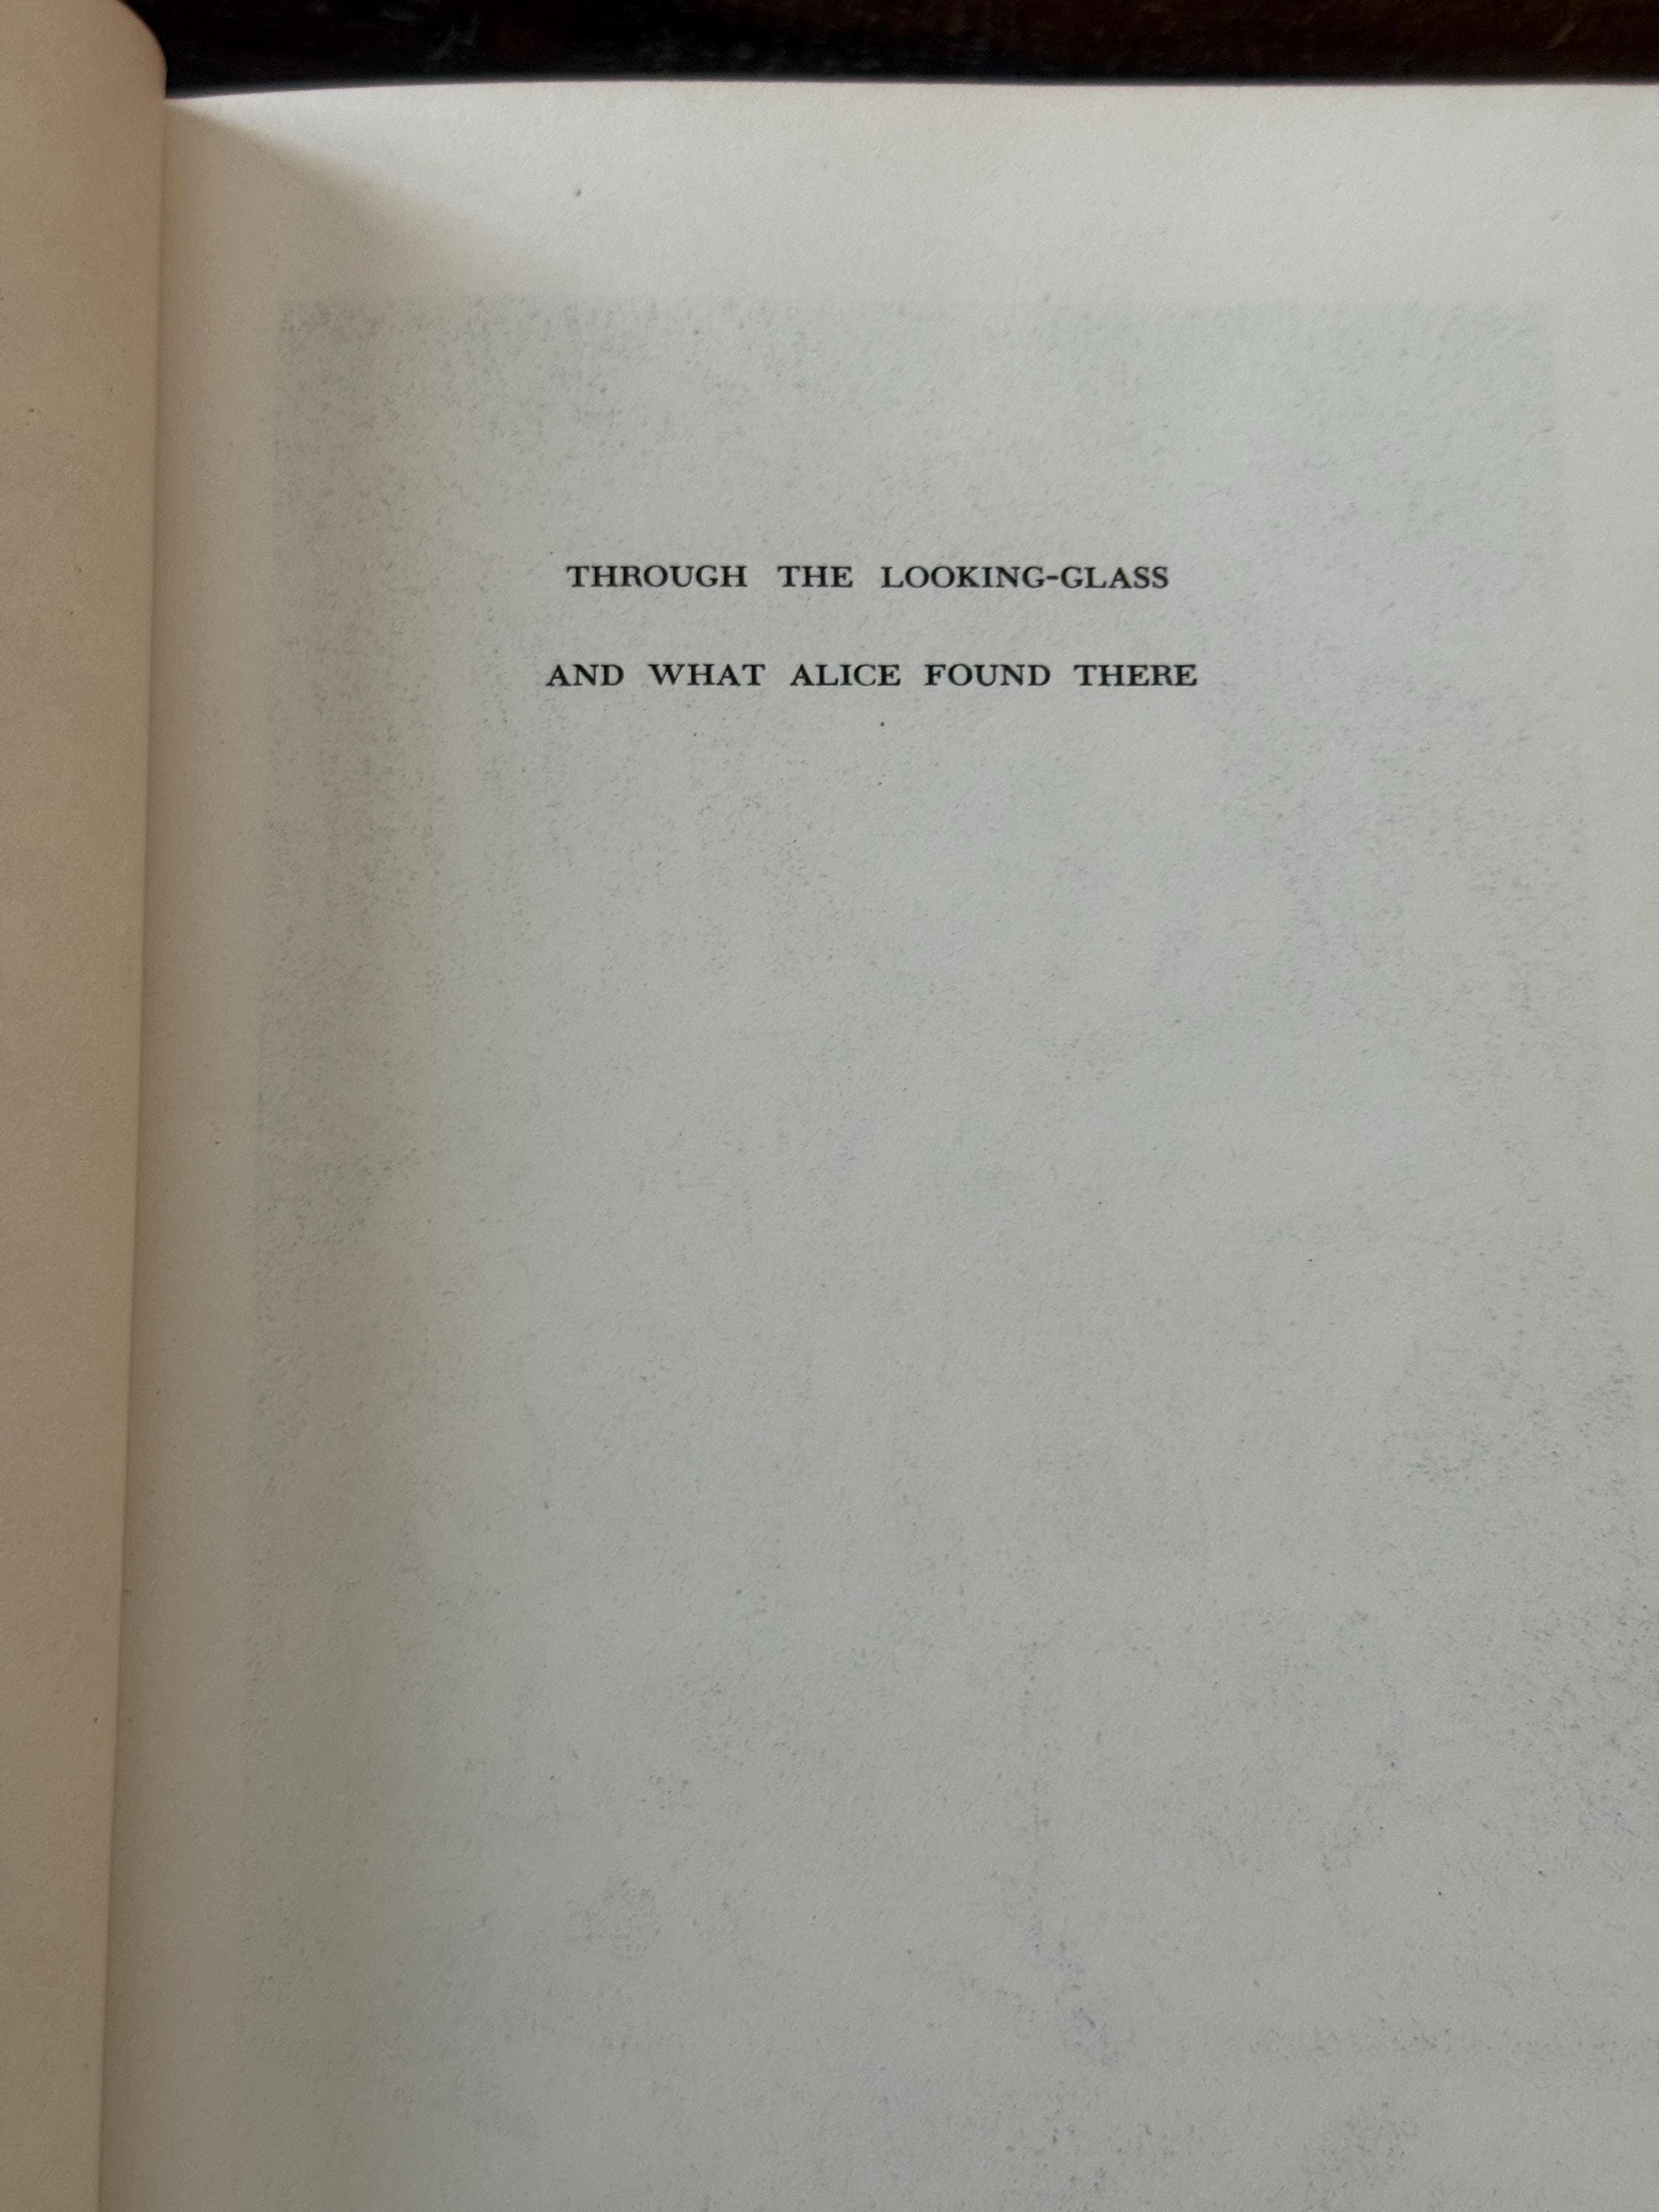 THROUGH THE LOOKING-GLASS
AND WHAT ALICE FOUND THERE